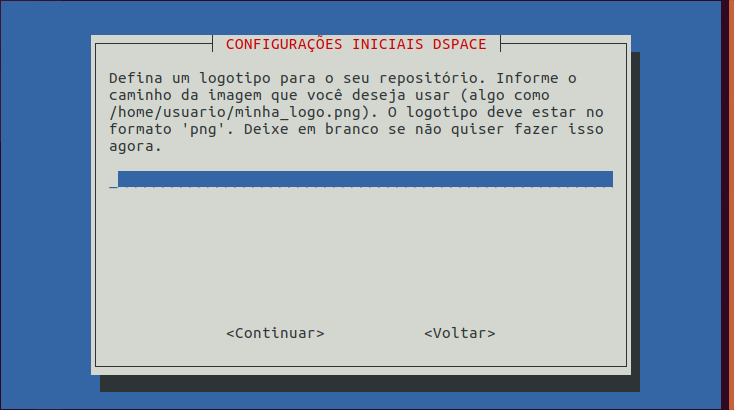 CONFIGURAÇÕES INICIAIS DSPACE
Defina um logotipo para o seu repositório. Informe o
caminho da imagem que você deseja usar (algo como
/home/usuario/minha_logo.png). O logotipo deve estar no
formato 'png'. Deixe em branco se não quiser fazer isso
agora.
<Continuar> <Voltar>